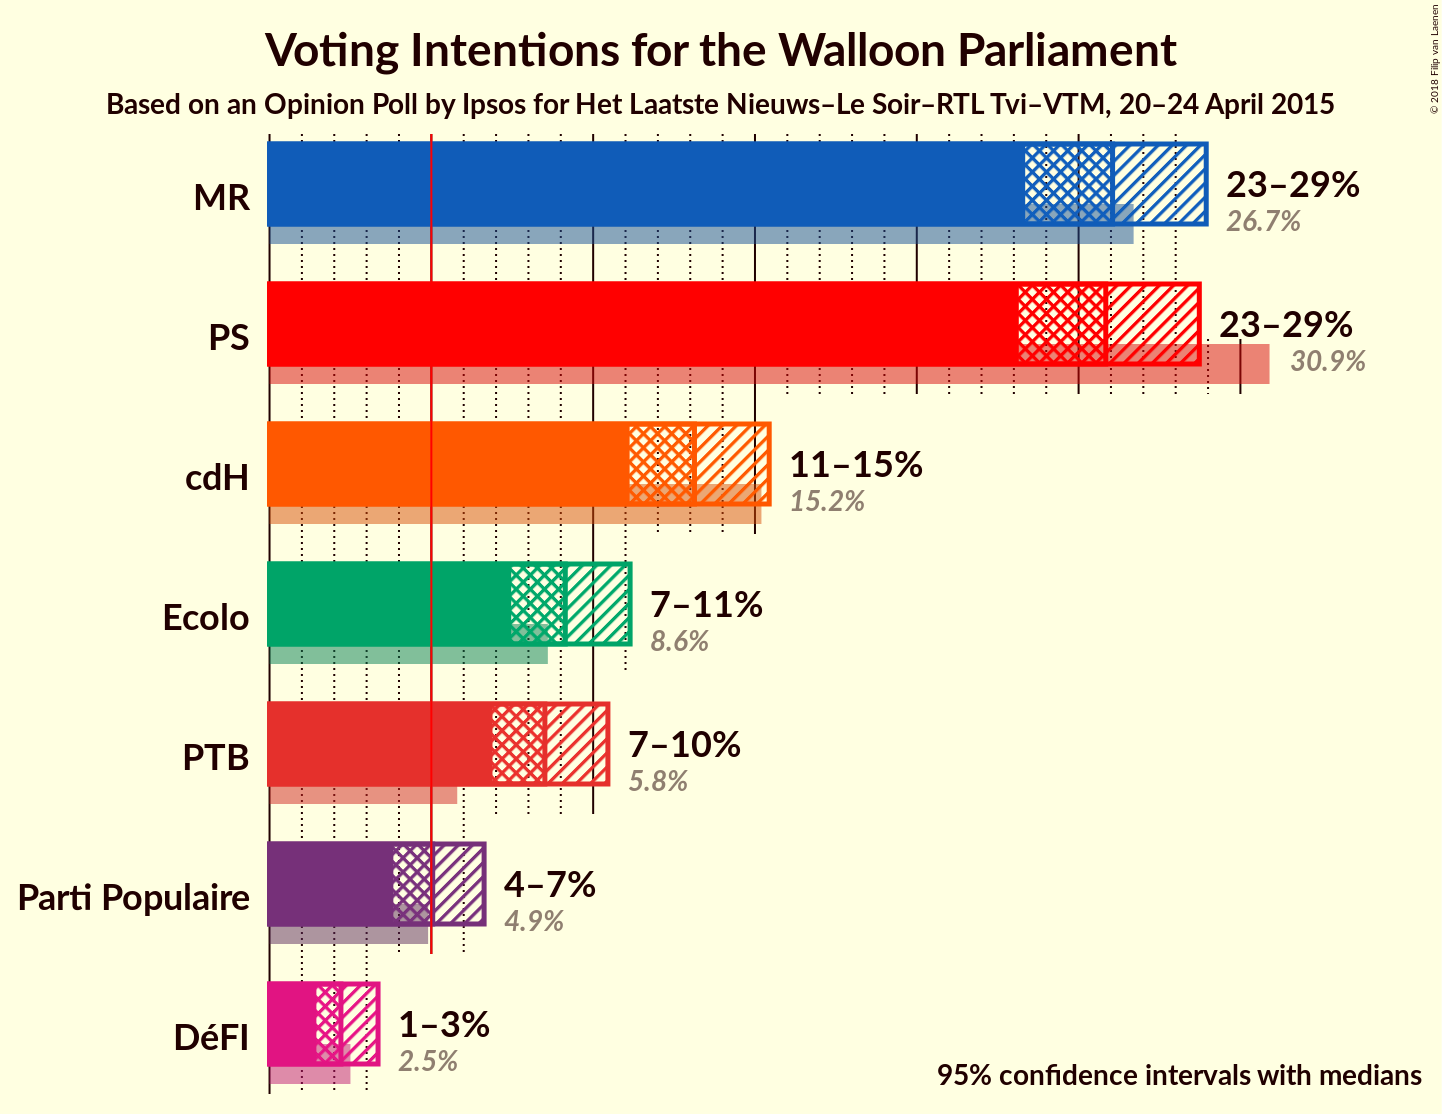 Voting Intentions for the Walloon Parliament
Based on an Opinion Poll by Ipsos for Het Laatste Nieuws–Le Soir–RTL Tvi–VTM, 20–24 April 2015
© 2018 Filip van Laenen
MR
23–29%
26.7%
PS
23–29%
30.9%
cdH
11–15%
15.2%
Ecolo
7–11%
8.6%
PTB
7–10%
5.8%
Parti Populaire
4–7%
4.9%
DéFI
1–3%
2.5%
95% confidence intervals with medians